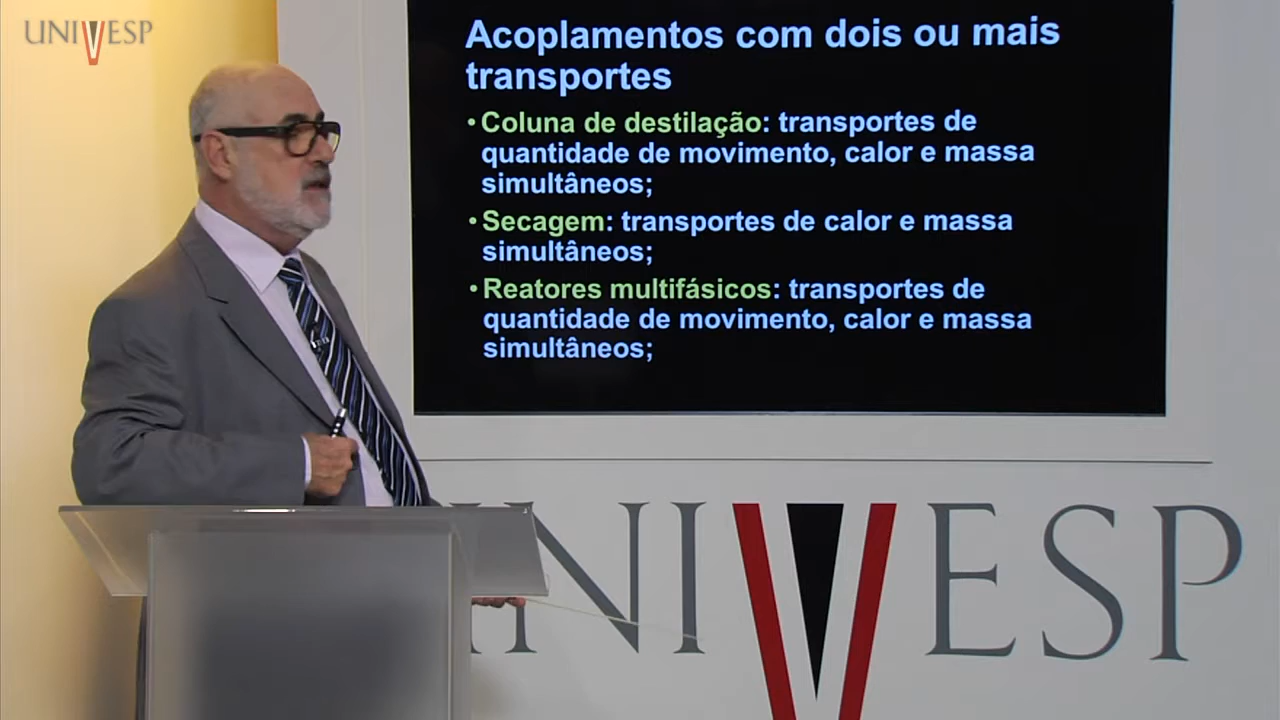 UNIVESP
Acoplamentos com dois ou mais
transportes
•Coluna de destilação: transportes de
quantidade de movimento, calor e massa
simultâneos;
•Secagem: transportes de calor e massa
simultâneos;
•Reatores multifásicos: transportes de
quantidade de movimento, calor e massa
simultâneos;
UNIVESP